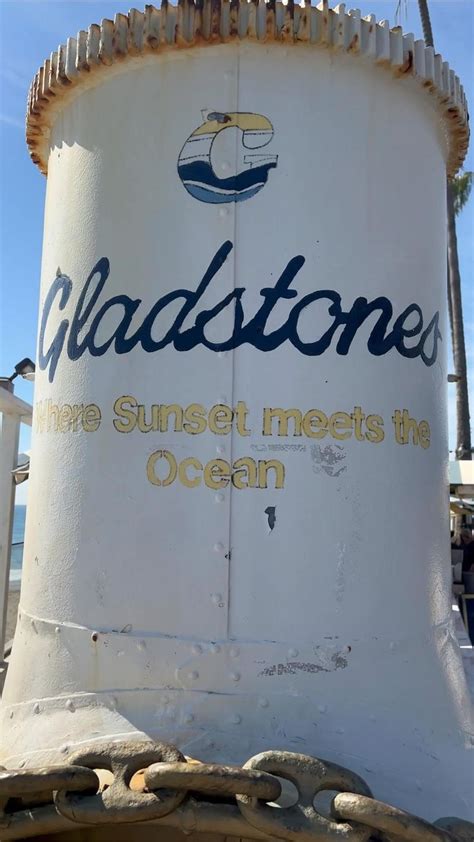 G
Gladstones
Where Sunset meets the
Ocean